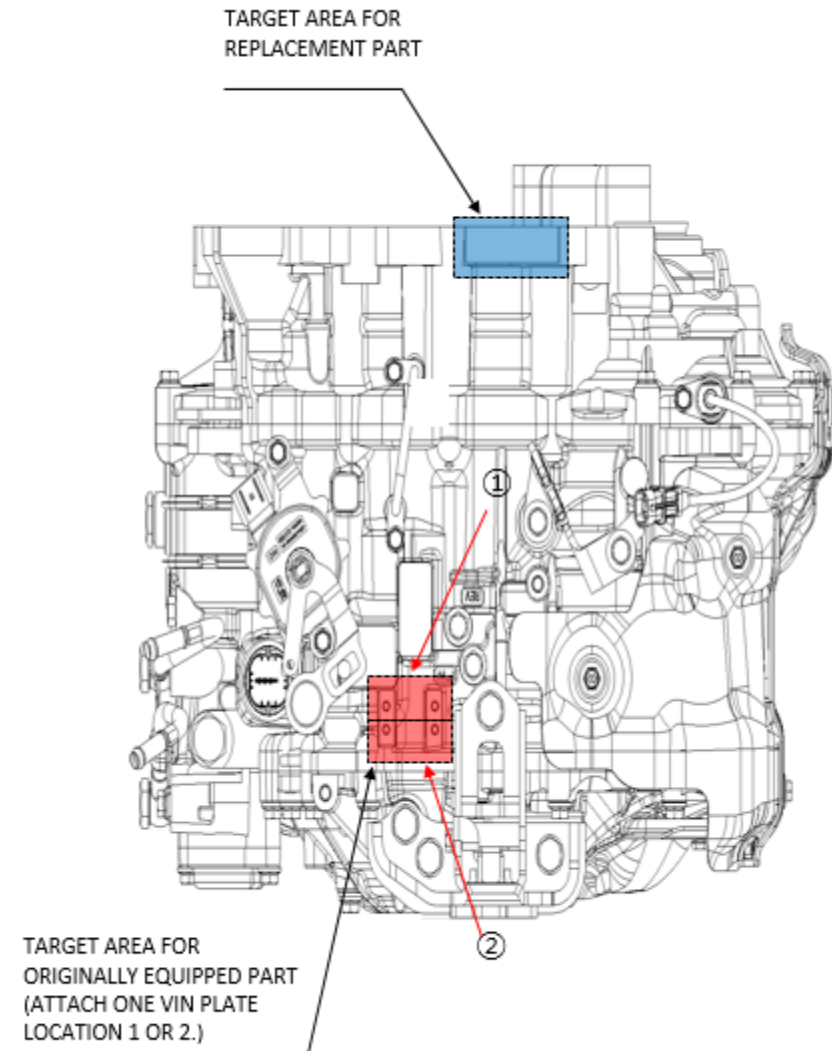 TARGET AREA FOR
REPLACEMENT PART
①
REV
②
TARGET AREA FOR
ORIGINALLY EQUIPPED PART
(ATTACH ONE VIN PLATE
LOCATION 1 OR 2.)